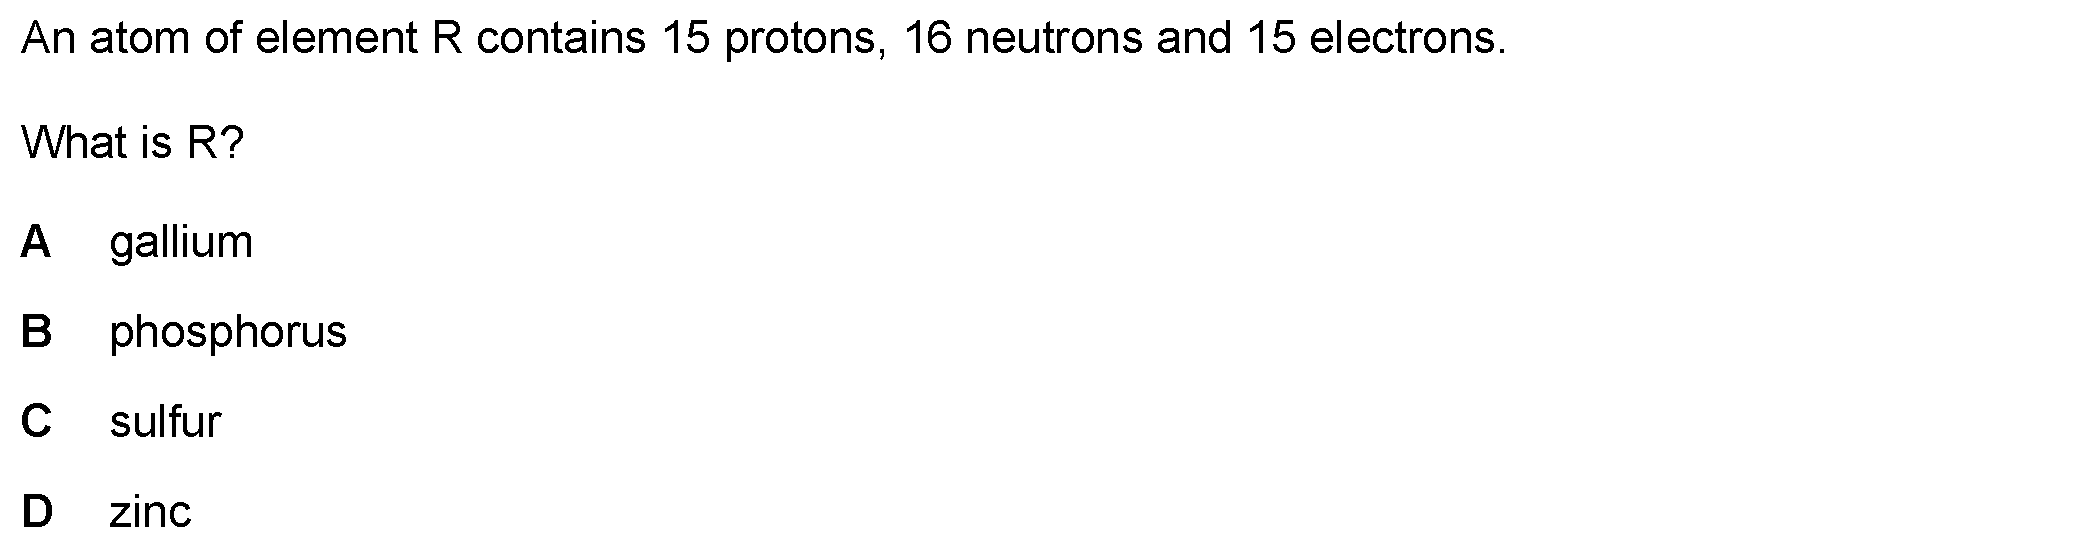 An atom of element R contains 15 protons, 16 neutrons and 15 electrons.
What is R?
A gallium
B phosphorus
C sulfur
D zinc